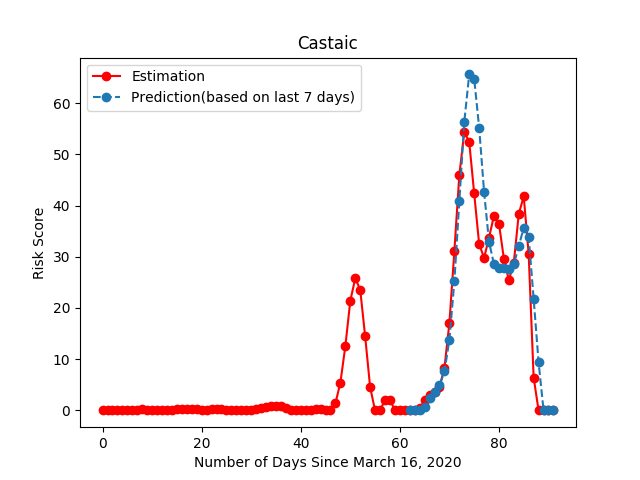 Castaic
Estimation
Prediction(based on last 7 days)
Risk Score
60
50
40
30
20
10
0
0 20 40 60 80
Number of Days Since March 16, 2020